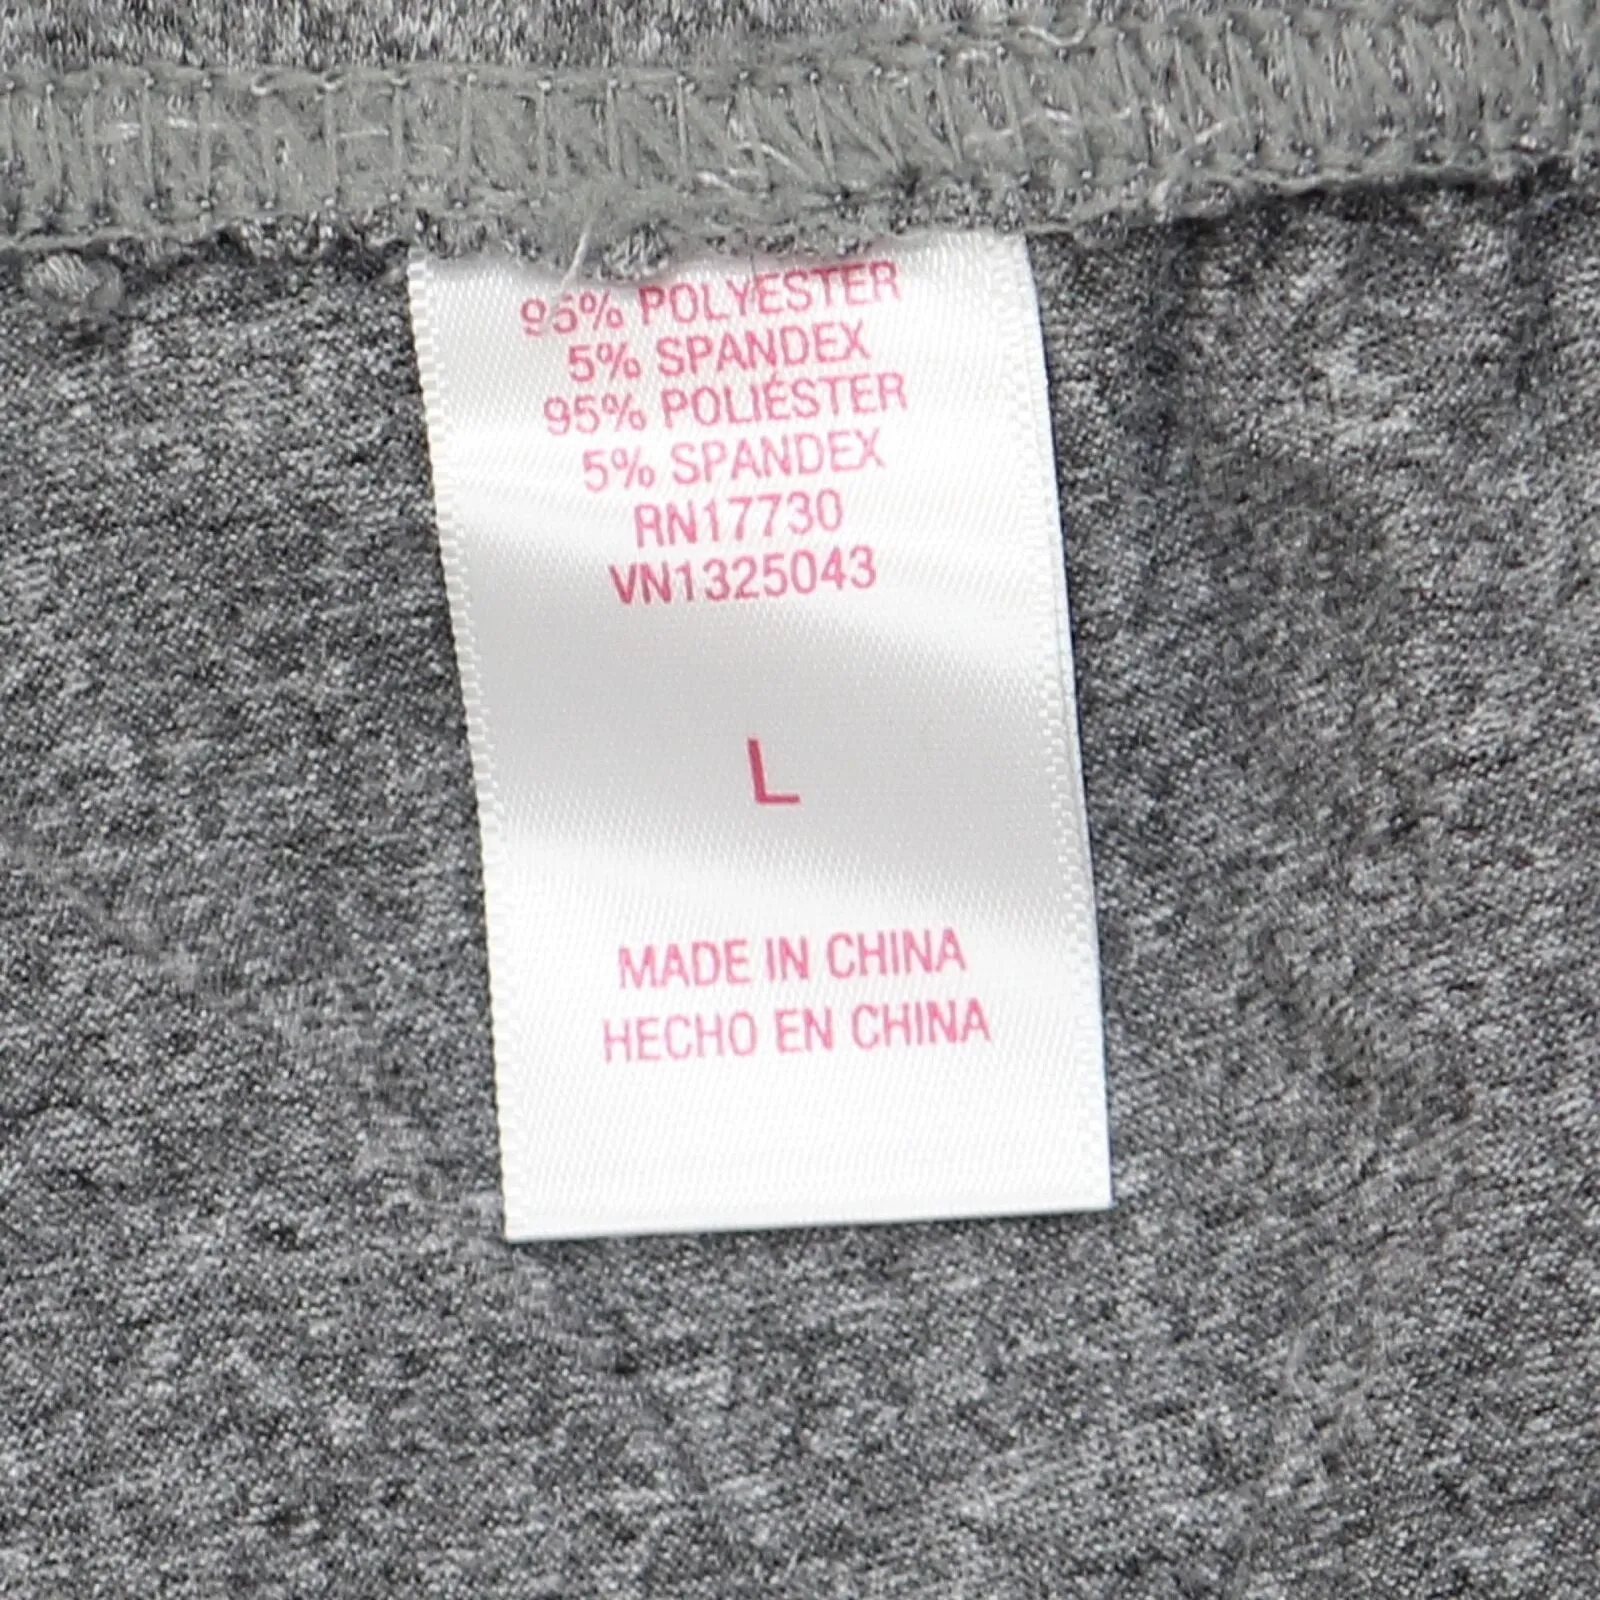 95% POLYESTER
5% SPANDEX
95% POLIÉSTER
5% SPANDEX
RN17730
VN1325043
L
MADE IN CHINA
HECHO EN CHINA